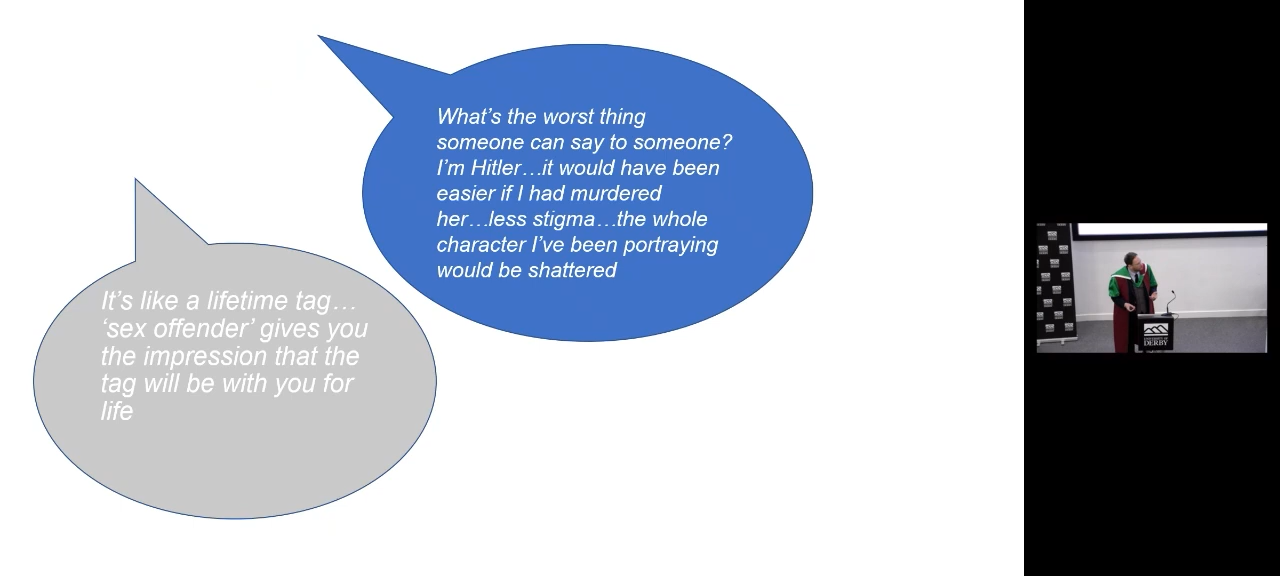 What’s the worst thing
someone can say to someone?
I’m Hitler…it would have been
easier if I had murdered
her…less stigma…the whole
character I’ve been portraying
would be shattered
It’s like a lifetime tag…
‘sex offender’ gives you
the impression that the
tag will be with you for
life
DERBY